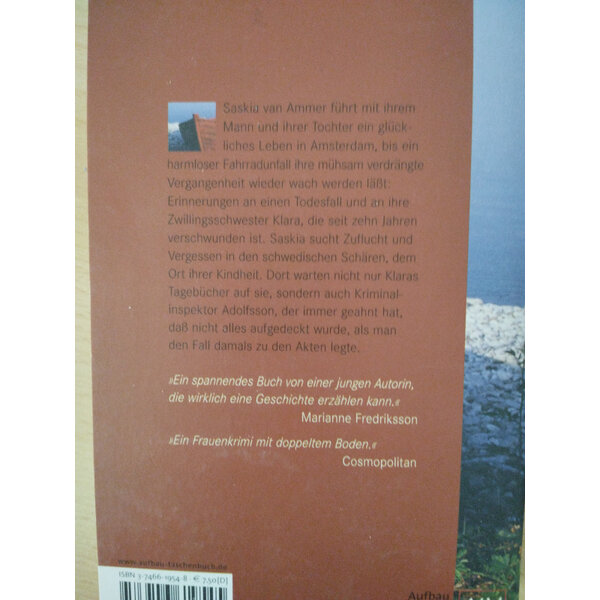 Saskia van Ammer führt mit ihrem
Mann und ihrer Tochter ein glück-
liches Leben in Amsterdam, bis ein
harmloser Fahrradunfall ihre mühsam verdrängte
Vergangenheit wieder wach werden läßt:
Erinnerungen an einen Todesfall und an ihre
Zwillingsschwester Klara, die seit zehn Jahren
verschwunden ist. Saskia sucht Zuflucht und
Vergessen in den schwedischen Schären, dem
Ort ihrer Kindheit. Dort warten nicht nur Klaras
Tagebücher auf sie, sondern auch Kriminal-
inspektor Adolfsson, der immer geahnt hat,
daß nicht alles aufgedeckt wurde, als man
den Fall damals zu den Akten legte.
»Ein spannendes Buch von einer jungen Autorin,
die wirklich eine Geschichte erzählen kann.«
Marianne Fredriksson
»Ein Frauenkrimi mit doppeltem Boden.«
Cosmopolitan
www.aufbau-taschenbuch.de
ISBN 3-7466-1954-8 · € 7,50 [D]
Aufbau